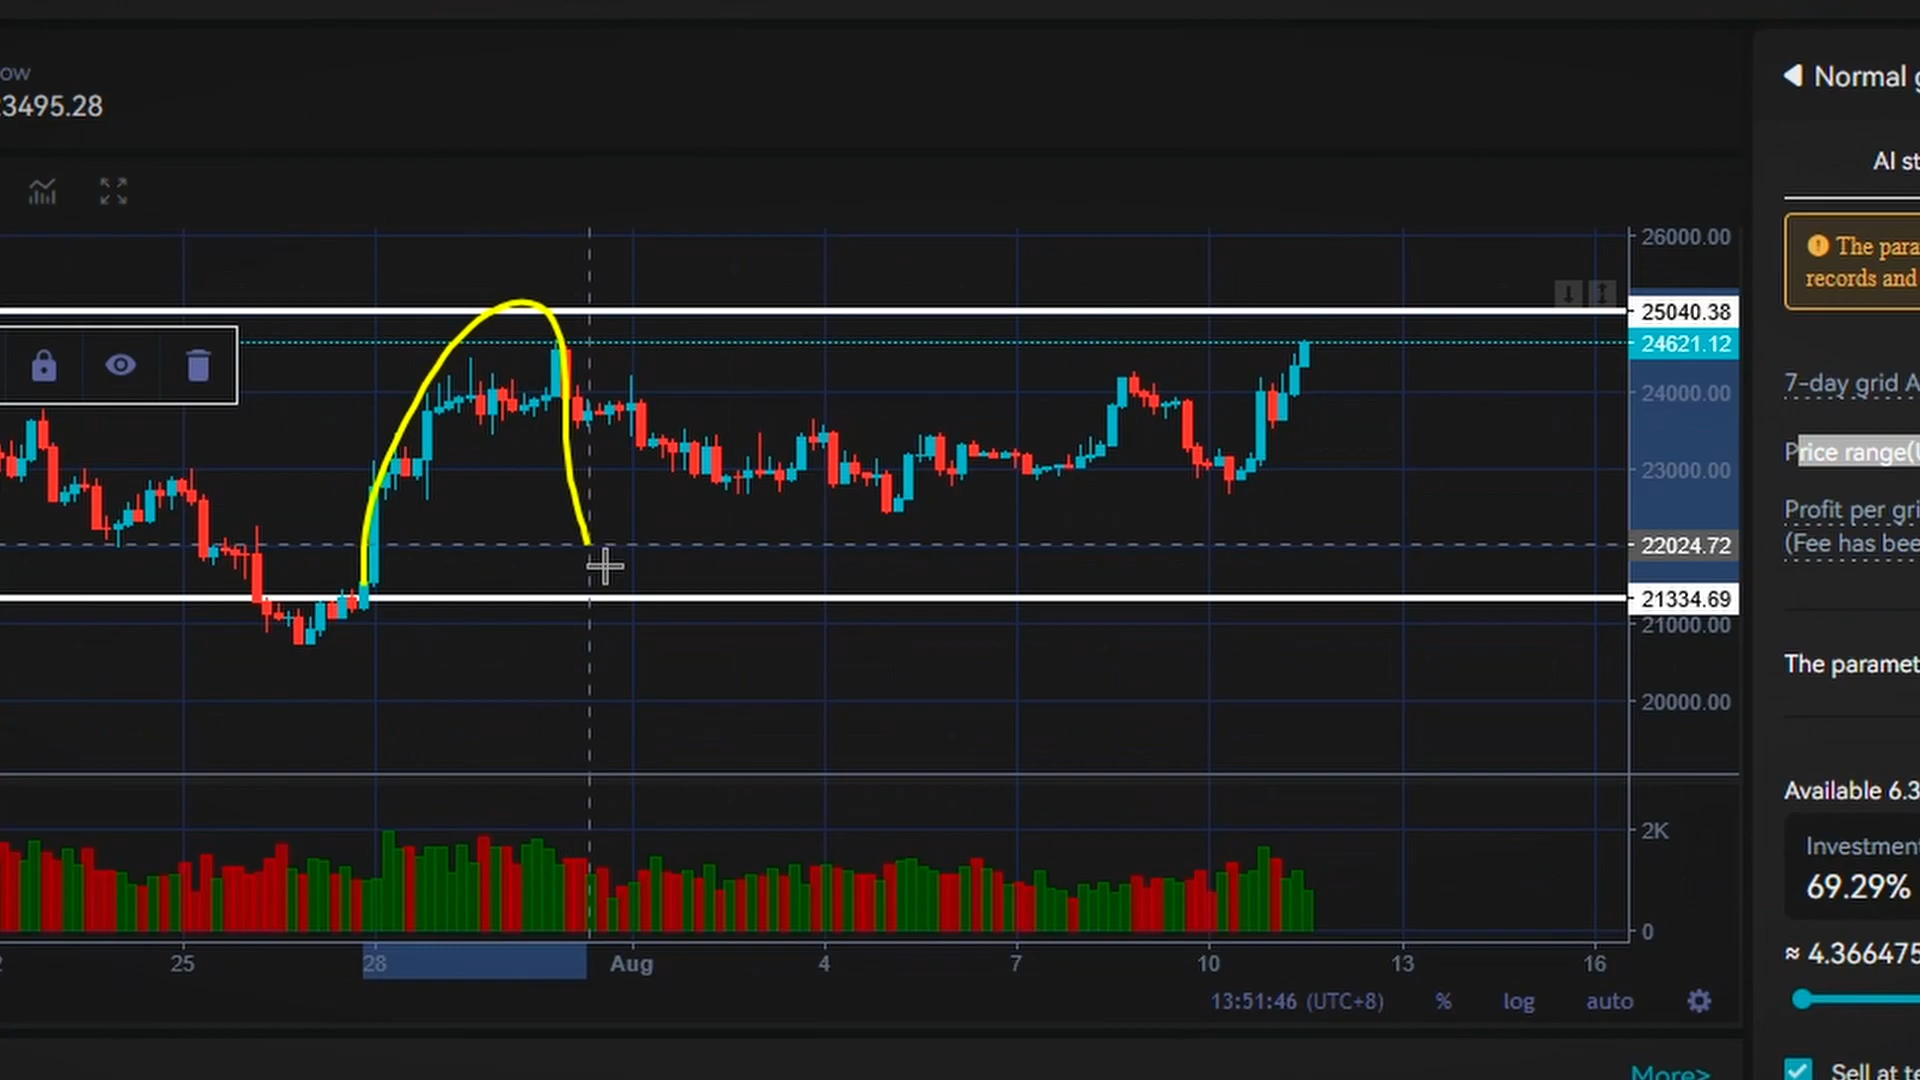 ow
3495.28
Normal g
AI st
The para
records and
7-day grid A
Price range(U
Profit per gri
(Fee has bee
The paramet
Available 6.3
Investment
69.29%
≈ 4.366475
Sell at te
26000.00
25040.38
24621.12
24000.00
23000.00
22024.72
21334.69
21000.00
20000.00
2K
0
25
28
Aug
4
7
10
13
16
13:51:46 (UTC+8)
%
log
auto
More>